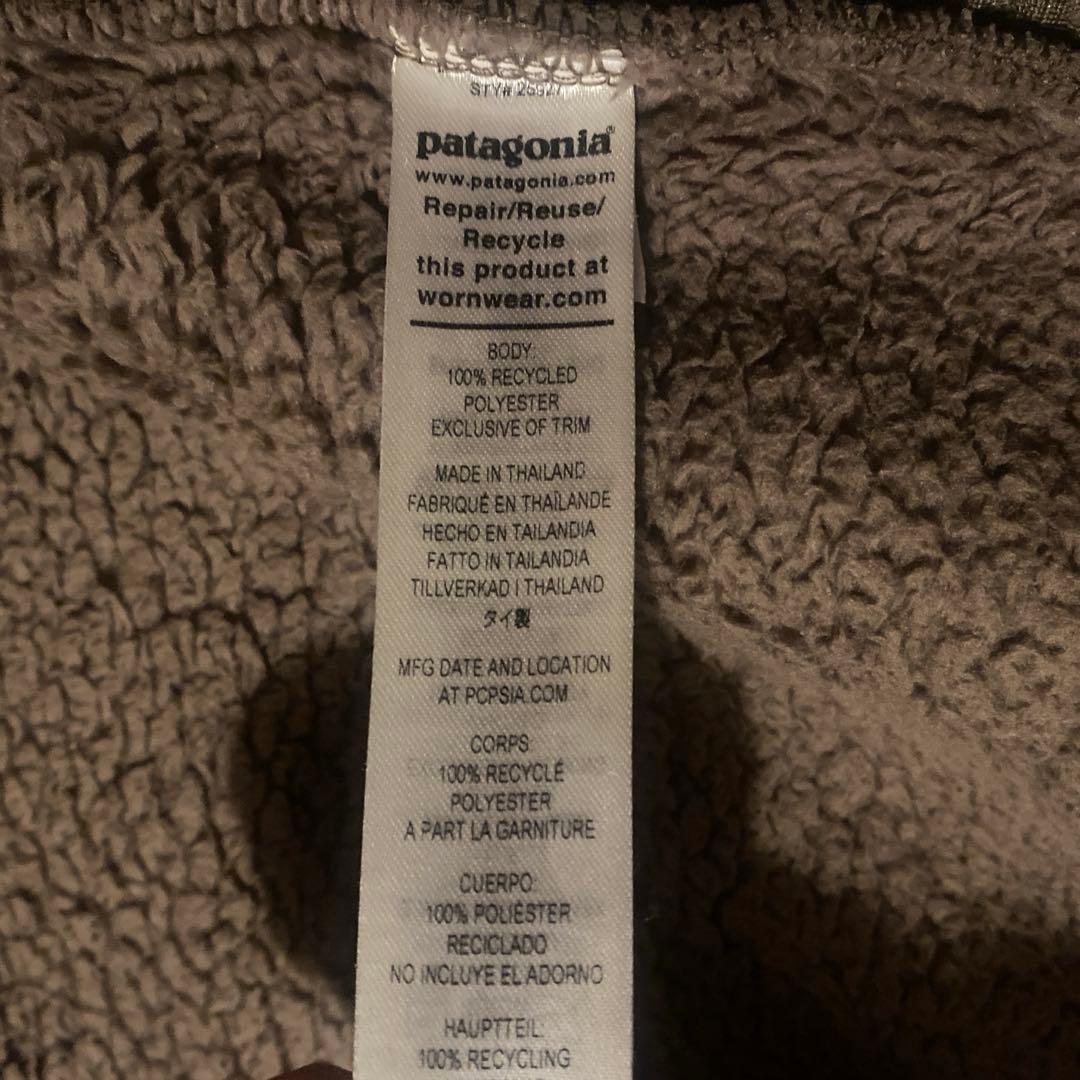 STY# 25927
patagonia®
www.patagonia.com
Repair/Reuse/
Recycle
this product at
wornwear.com
BODY:
100% RECYCLED
POLYESTER
EXCLUSIVE OF TRIM
MADE IN THAILAND
FABRIQUÉ EN THAÏLANDE
HECHO EN TAILANDIA
FATTO IN TAILANDIA
TILLVERKAD I THAILAND
タイ製
MFG DATE AND LOCATION
AT PCPSIA.COM
CORPS:
100% RECYCLÉ
POLYESTER
A PART LA GARNITURE
CUERPO:
100% POLIÉSTER
RECICLADO
NO INCLUYE EL ADORNO
HAUPTTEIL:
100% RECYCLING